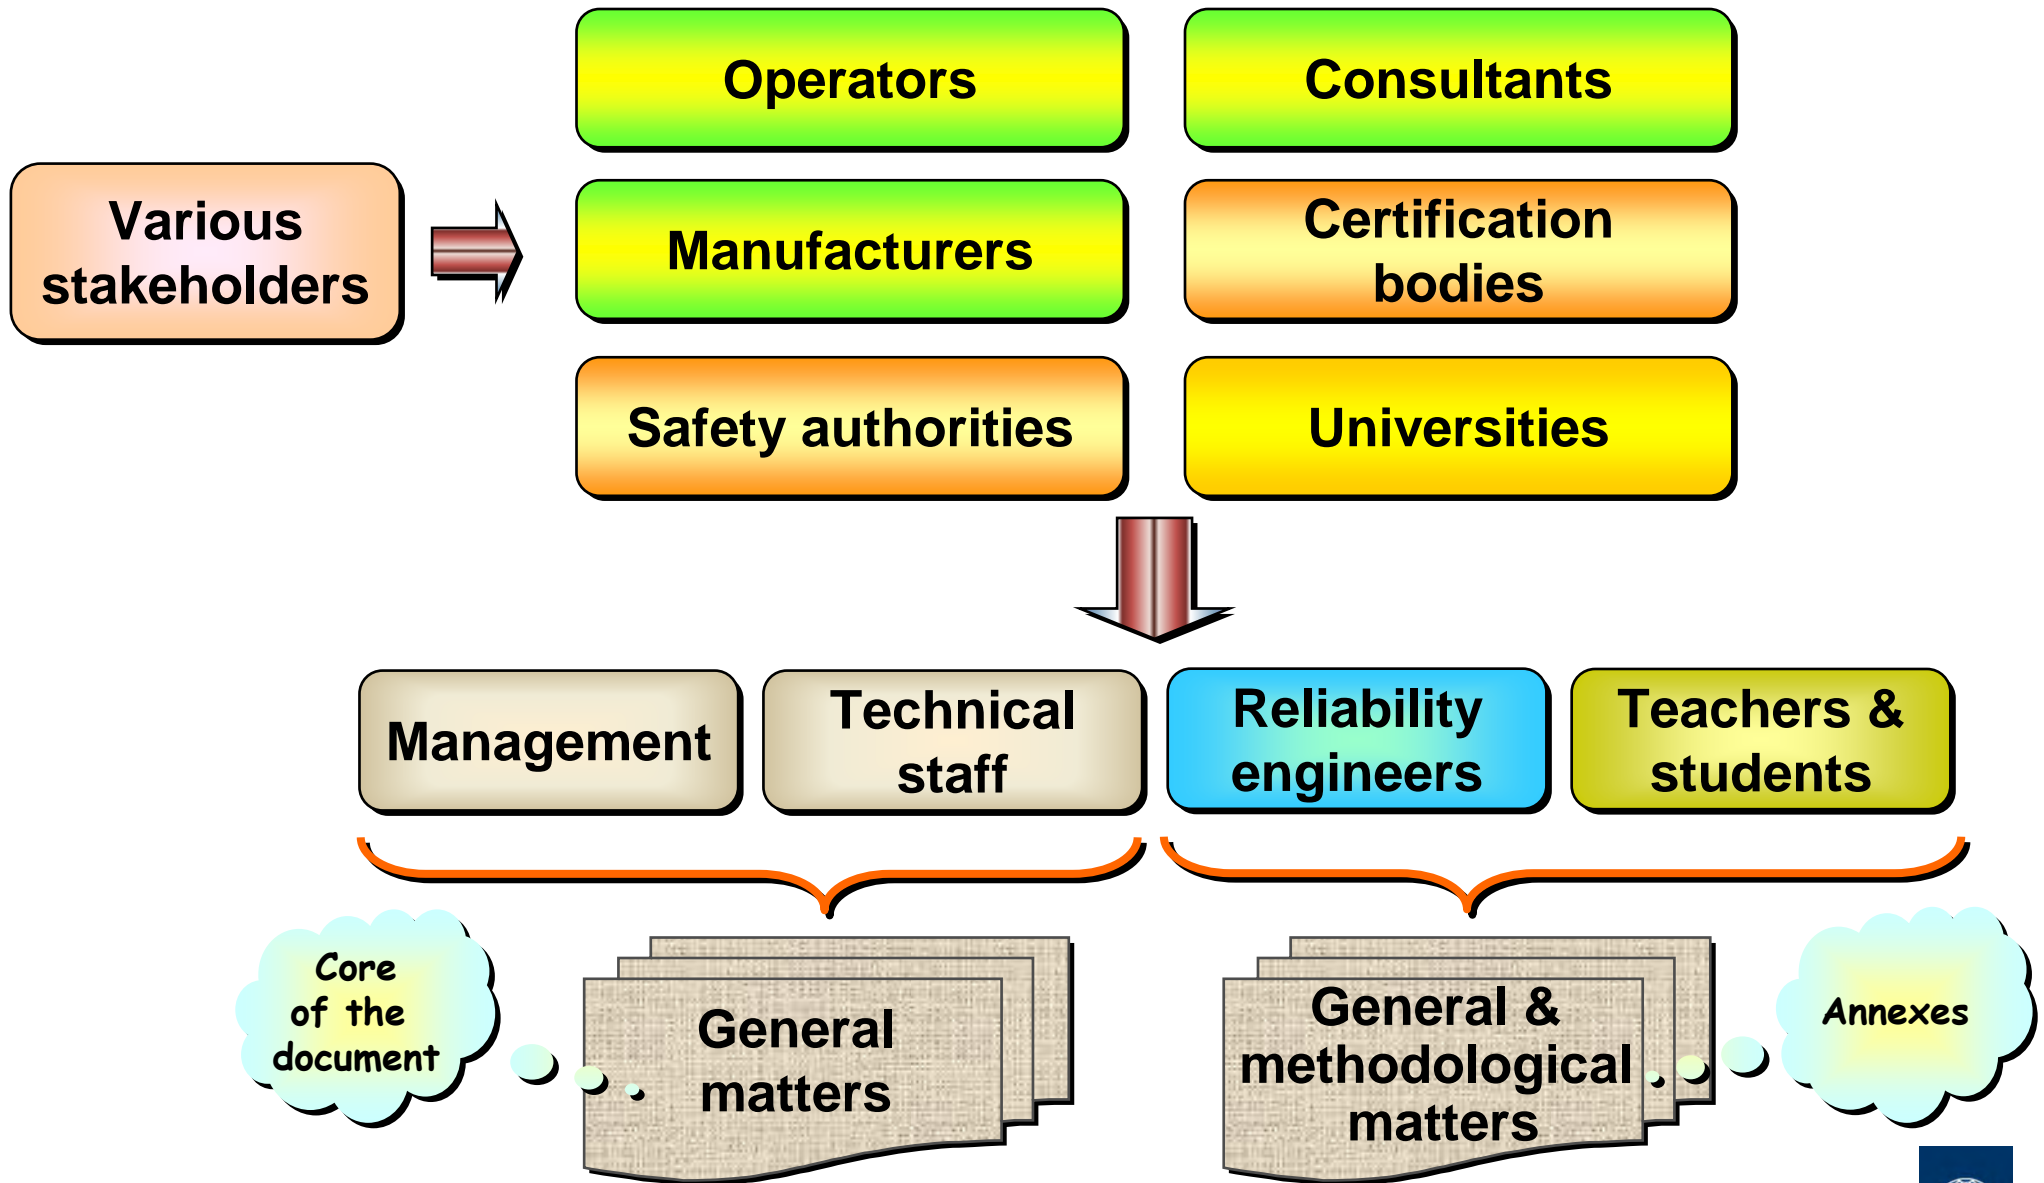 Operators
Consultants
Various
stakeholders
Manufacturers
Certification
bodies
Safety authorities
Universities
Management
Technical
staff
Reliability
engineers
Teachers &
students
Core
of the
document
General
matters
General &
methodological
matters
Annexes